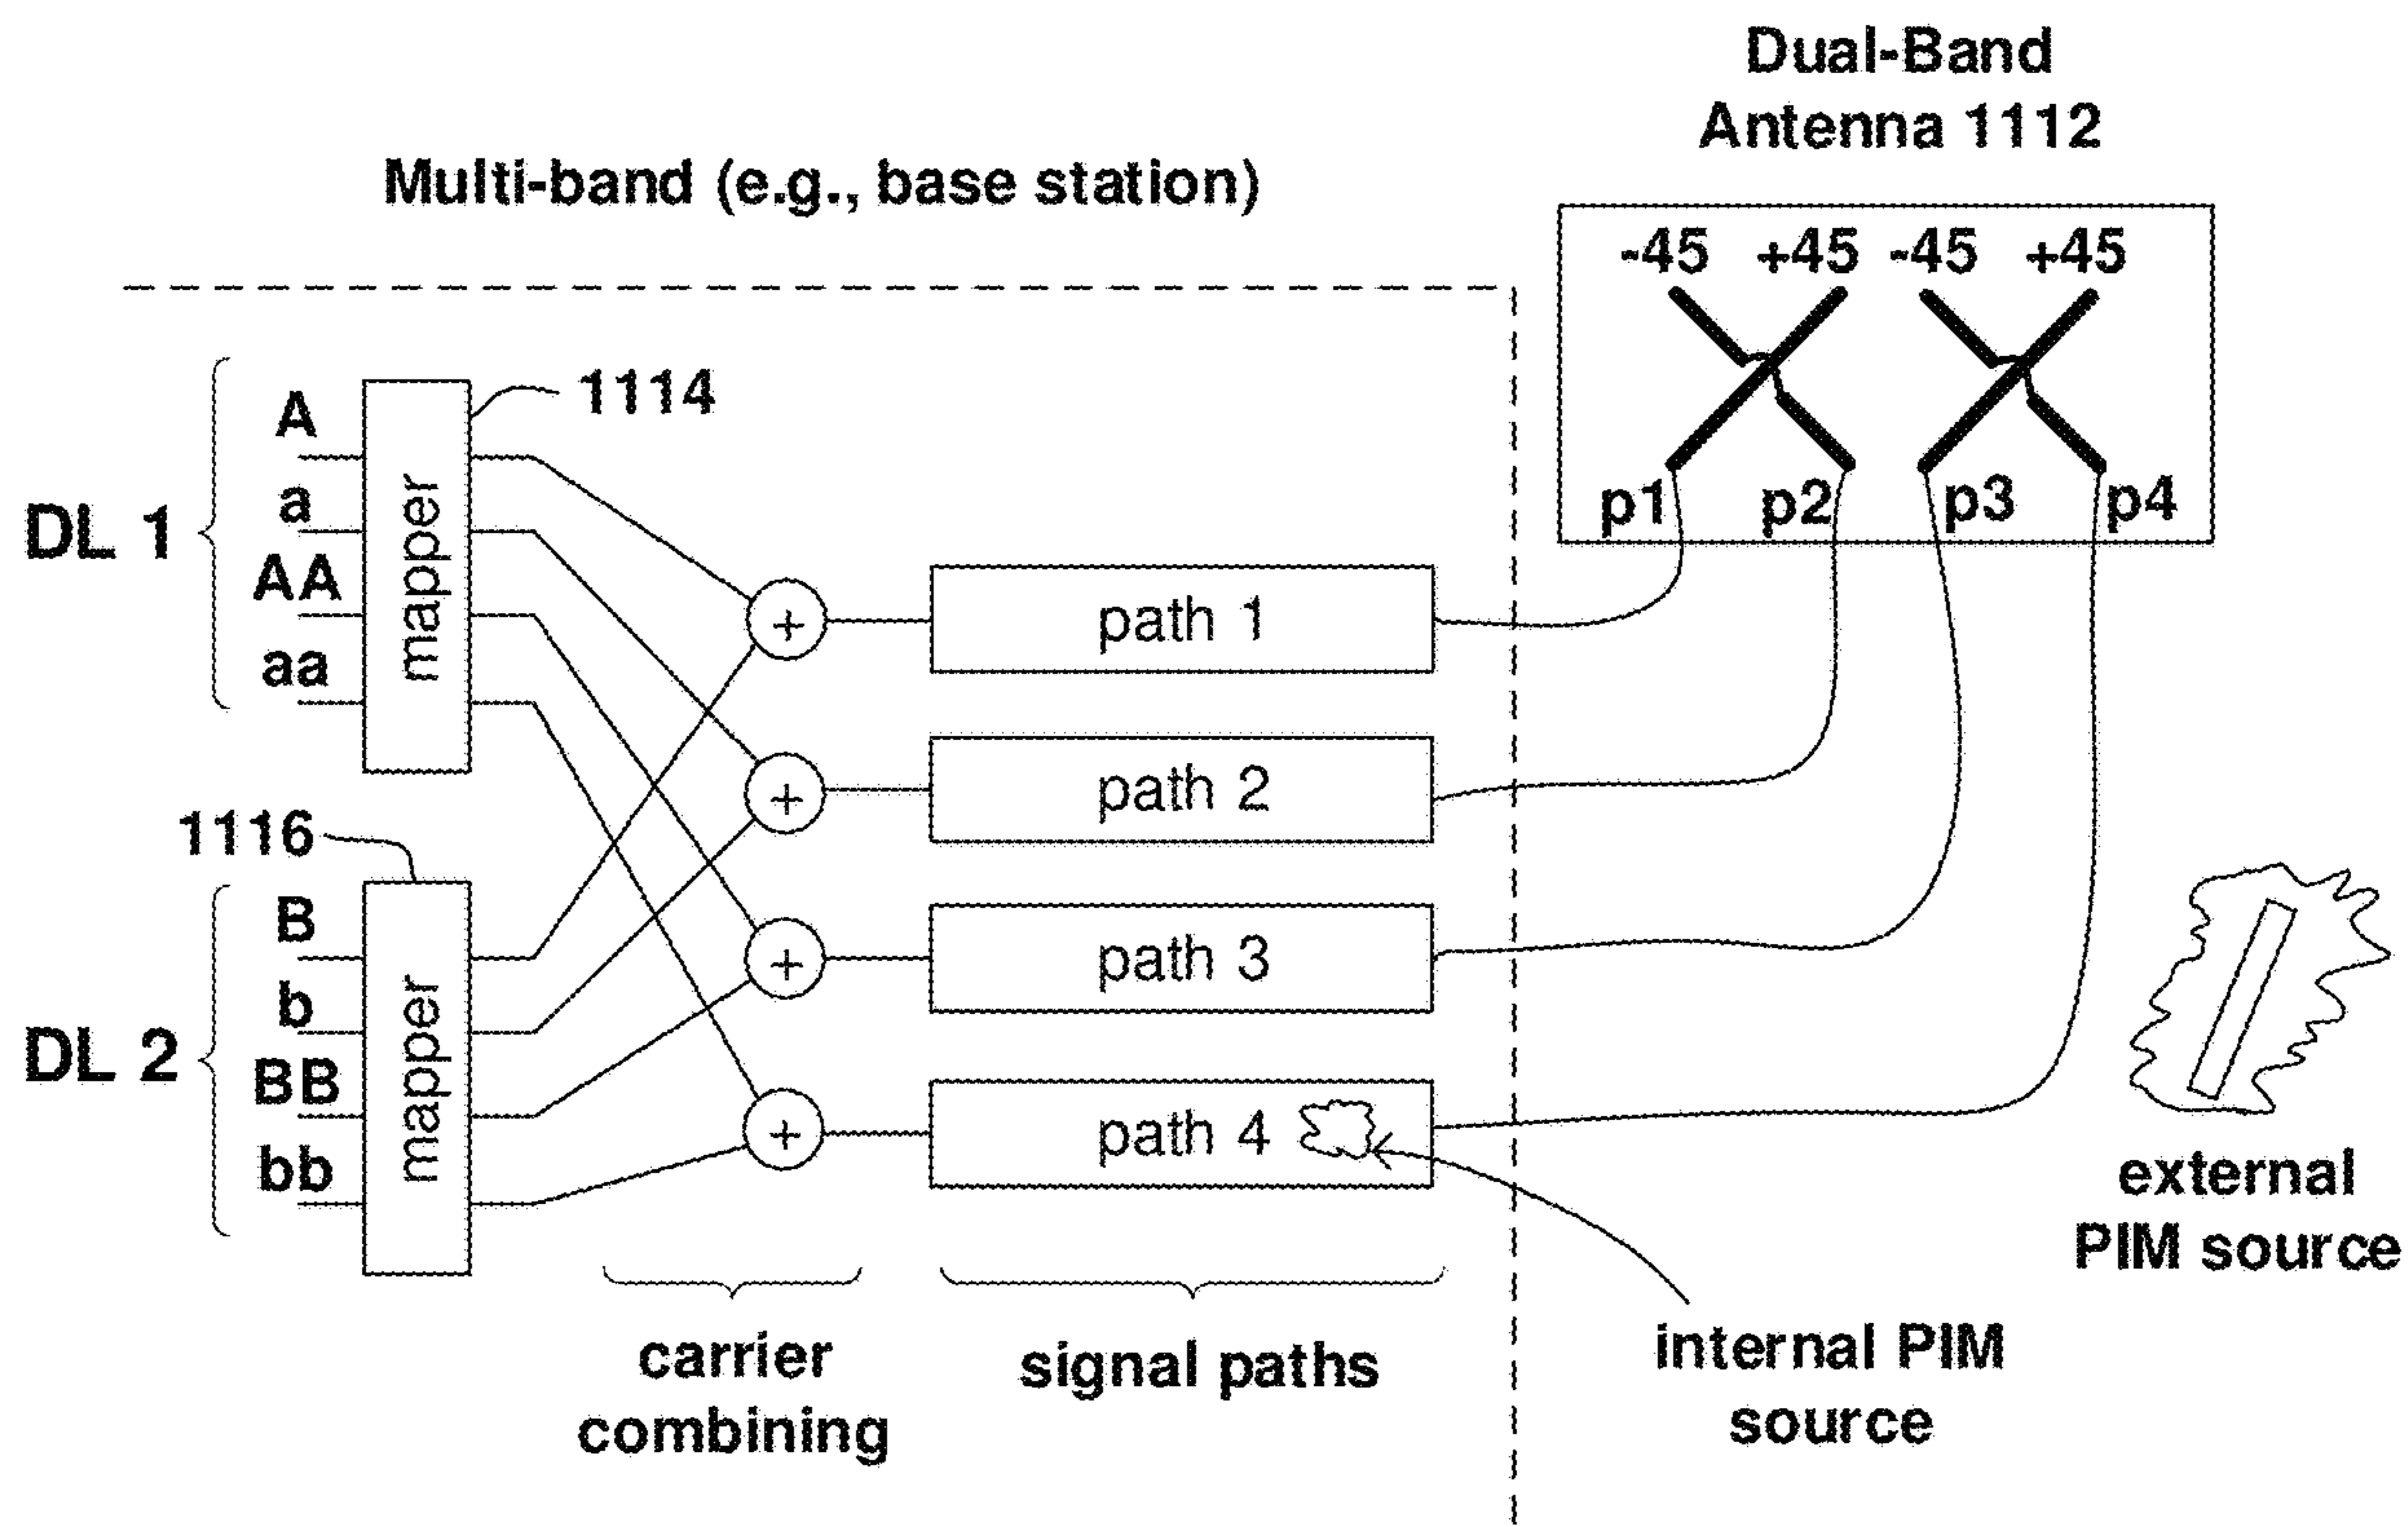 Dual-Band
Antenna 1112
Multi-band (e.g., base station)
-45 +45 -45 +45
p1 p2 p3 p4
DL 1
A
a
AA
aa
mapper
1114
DL 2
B
b
BB
bb
mapper
1116
+
+
+
+
path 1
path 2
path 3
path 4
carrier
combining
signal paths
internal PIM
source
external
PIM source